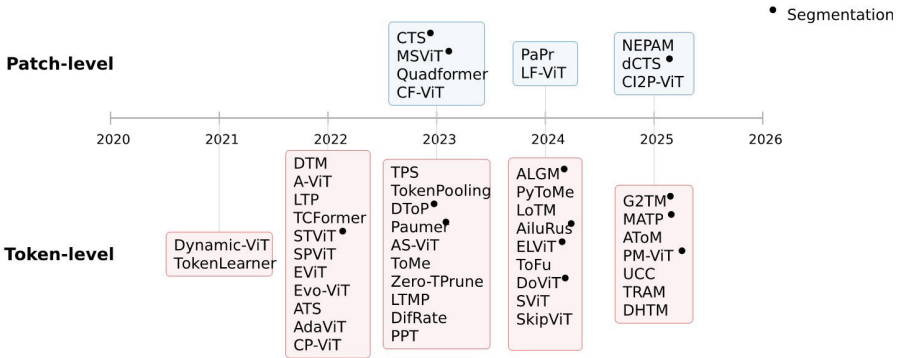 Segmentation
Patch-level
CTS
MSViT
Quadformer
CF-ViT
PaPr
LF-ViT
NEPAM
dCTS
CI2P-ViT
2020
2021
2022
2023
2024
2025
2026
Token-level
Dynamic-ViT
TokenLearner
DTM
A-ViT
LTP
TCFormer
STViT
SPViT
EViT
Evo-ViT
ATS
AdaViT
CP-ViT
TPS
TokenPooling
DToP
Paumer
AS-ViT
ToMe
Zero-TPrune
LTMP
DifRate
PPT
ALGM
PyToMe
LoTM
AiluRus
ELViT
ToFu
DoViT
SViT
SkipViT
G2TM
MATP
AToM
PM-ViT
UCC
TRAM
DHTM